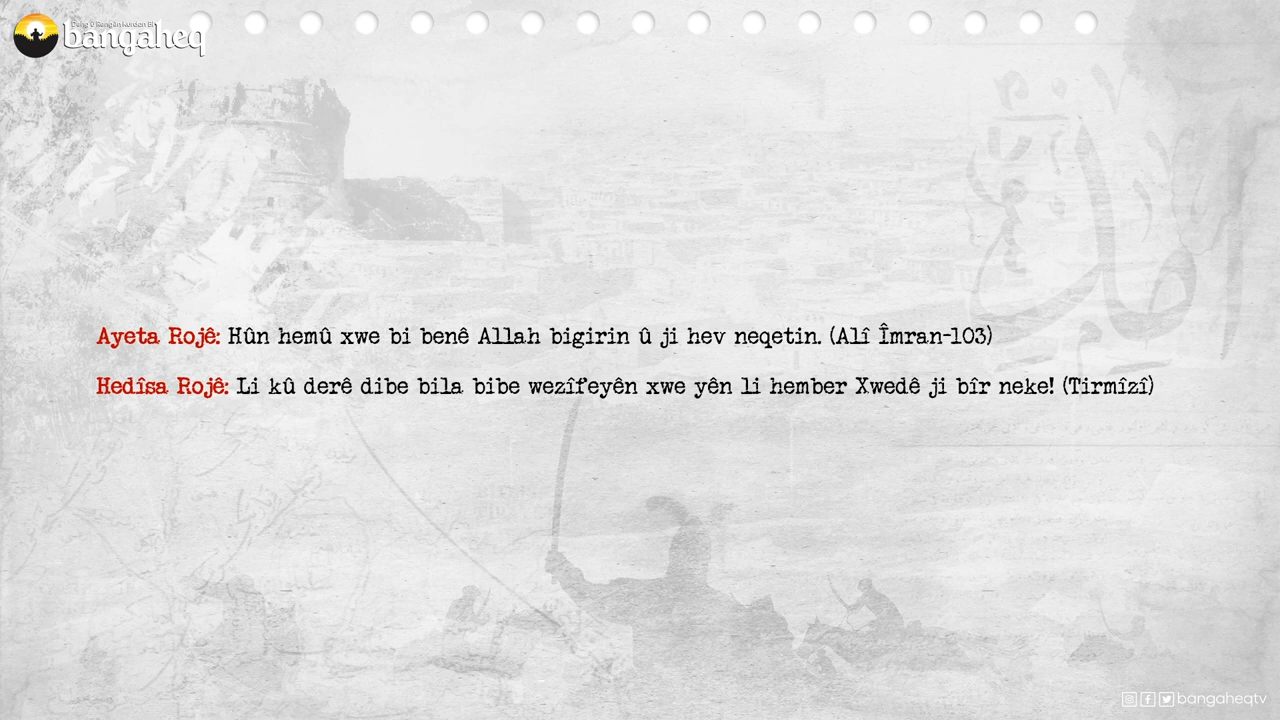 bangaheq
Ayeta Rojê: Hûn hemû xwe bi benê Allah bigirin û ji hev neqetin. (Alî Îmran-103)
Hedîsa Rojê: Li kû derê dibe bila bibe wezîfeyên xwe yên li hember Xwedê ji bîr neke! (Tirmîzî)
bangaheqtv